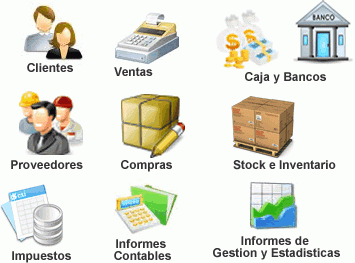 BANCO
Clientes
Ventas
Caja y Bancos
Proveedores
Compras
Stock e Inventario
Impuestos
Informes
Contables
Informes de
Gestion y Estadisticas